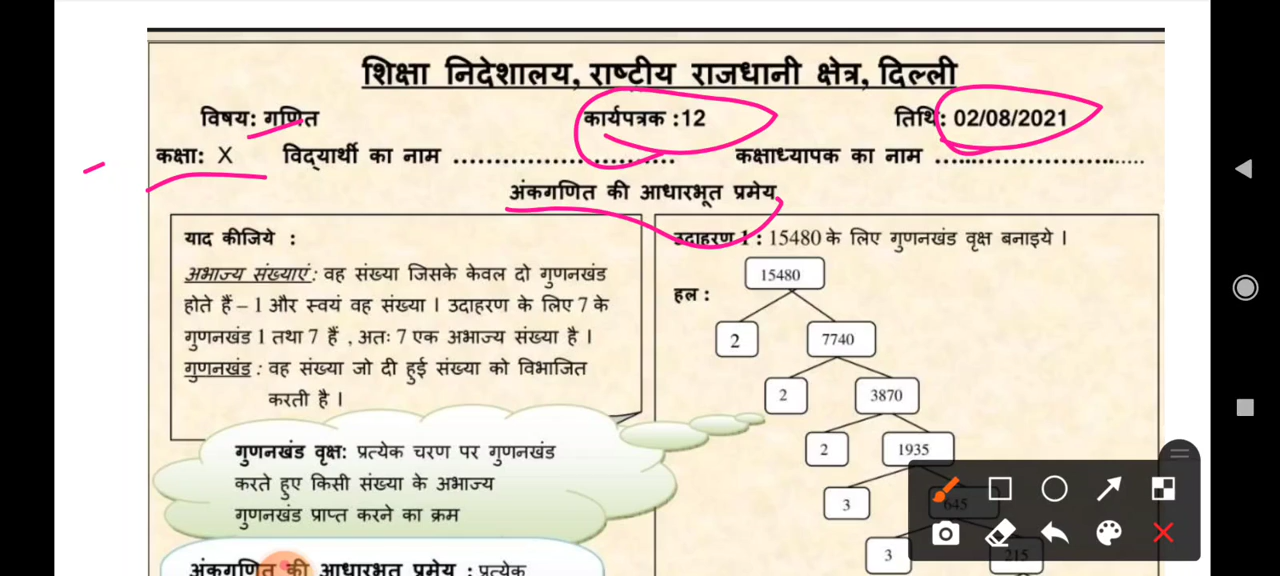 शिक्षा निदेशालय, राष्ट्रीय राजधानी क्षेत्र, दिल्ली
विषय: गणित कार्यपत्रक :12 तिथि: 02/08/2021
कक्षा: X विद्यार्थी का नाम ............................ कक्षाध्यापक का नाम ............................
अंकगणित की आधारभूत प्रमेय
याद कीजिये :
अभाज्य संख्याएं : वह संख्या जिसके केवल दो गुणनखंड
होते हैं – 1 और स्वयं वह संख्या । उदाहरण के लिए 7 के
गुणनखंड 1 तथा 7 हैं , अतः 7 एक अभाज्य संख्या है ।
गुणनखंड : वह संख्या जो दी हुई संख्या को विभाजित
करती है ।
गुणनखंड वृक्ष: प्रत्येक चरण पर गुणनखंड
करते हुए किसी संख्या के अभाज्य
गुणनखंड प्राप्त करने का क्रम
अंकगणित की आधारभूत प्रमेय : प्रत्येक
उदाहरण 1 : 15480 के लिए गुणनखंड वृक्ष बनाइये ।
हल :
15480
2 7740
2 3870
2 1935
3 645
3 215